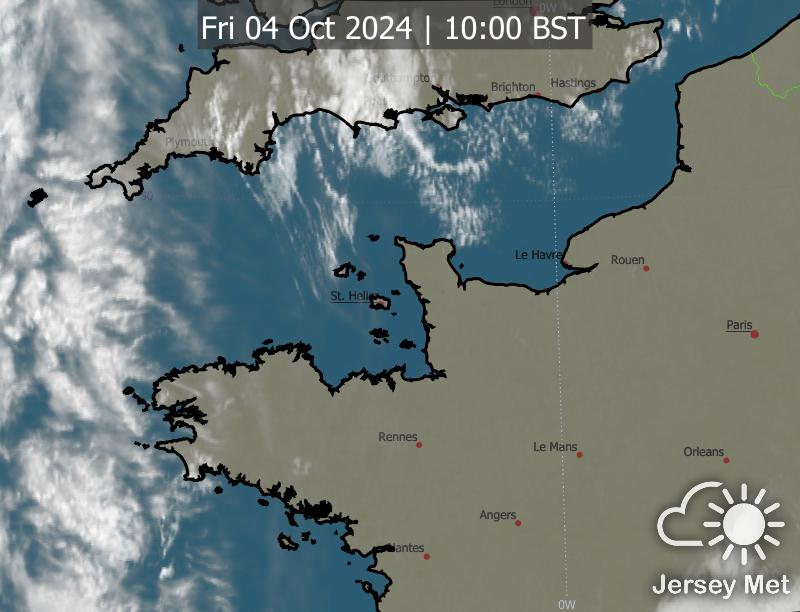 London
0W
Fri 04 Oct 2024 | 10:00 BST
Southampton
Brighton
Hastings
Plymouth
50
Le Havre
Rouen
St. Helier
Paris
Rennes
Le Mans
Orleans
Angers
Nantes
Jersey Met
0W